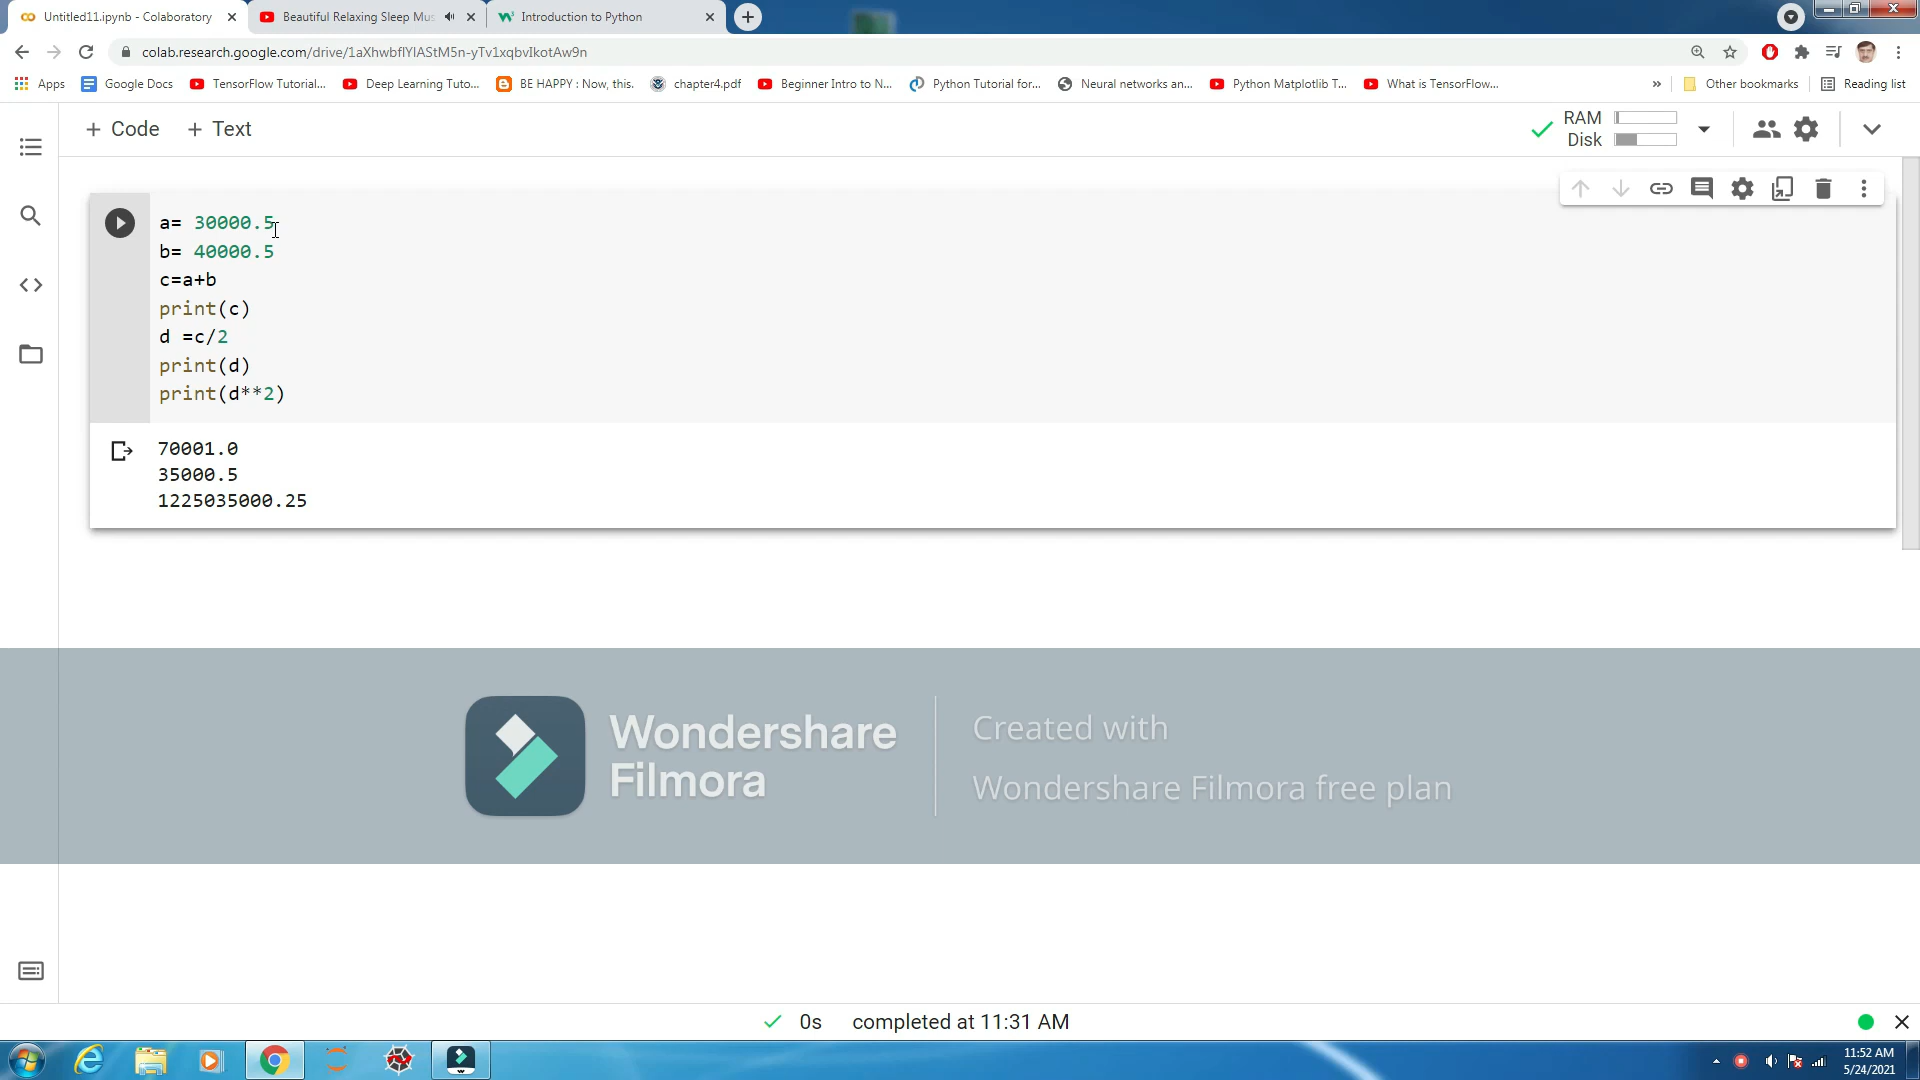 Untitled11.ipynb - Colaboratory
Beautiful Relaxing Sleep Mus
Introduction to Python
colab.research.google.com/drive/1aXhwbflYIAStM5n-yTv1xqbvIkotAw9n
Apps
Google Docs
TensorFlow Tutorial...
Deep Learning Tuto...
BE HAPPY : Now, this.
chapter4.pdf
Beginner Intro to N...
Python Tutorial for...
Neural networks an...
Python Matplotlib T...
What is TensorFlow...
»
Other bookmarks
Reading list
+ Code
+ Text
RAM
Disk
a= 30000.5
b= 40000.5
c=a+b
print(c)
d =c/2
print(d)
print(d**2)
70001.0
35000.5
1225035000.25
Wondershare
Filmora
Created with
Wondershare Filmora free plan
0s completed at 11:31 AM
11:52 AM
5/24/2021